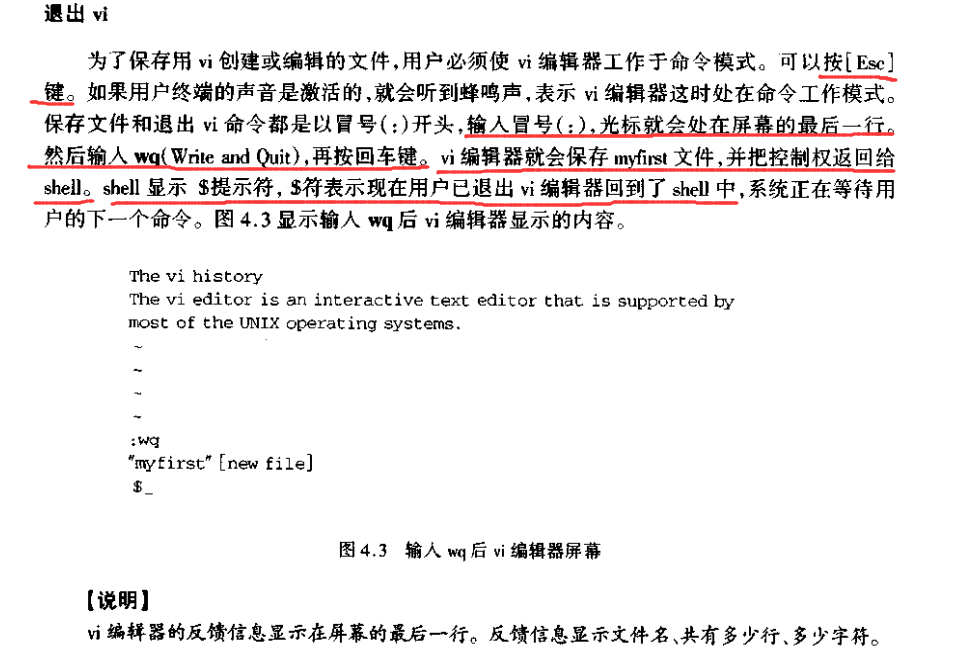 退出 vi
为了保存用 vi 创建或编辑的文件,用户必须使 vi 编辑器工作于命令模式。可以按[Esc]
键。如果用户终端的声音是激活的,就会听到蜂鸣声,表示 vi 编辑器这时处在命令工作模式。
保存文件和退出 vi 命令都是以冒号(:)开头,输入冒号(:),光标就会处在屏幕的最后一行。
然后输入 wq(Write and Quit),再按回车键。vi 编辑器就会保存 myfirst 文件,并把控制权返回给
shell。shell 显示 $提示符, $符表示现在用户已退出 vi 编辑器回到了 shell 中,系统正在等待用
户的下一个命令。图 4.3 显示输入 wq 后 vi 编辑器显示的内容。
The vi history
The vi editor is an interactive text editor that is supported by
most of the UNIX operating systems.
~
~
~
~
:wq
"myfirst" [new file]
$_
图 4.3 输入 wq 后 vi 编辑器屏幕
【说明】
vi 编辑器的反馈信息显示在屏幕的最后一行。反馈信息显示文件名、共有多少行、多少字符。